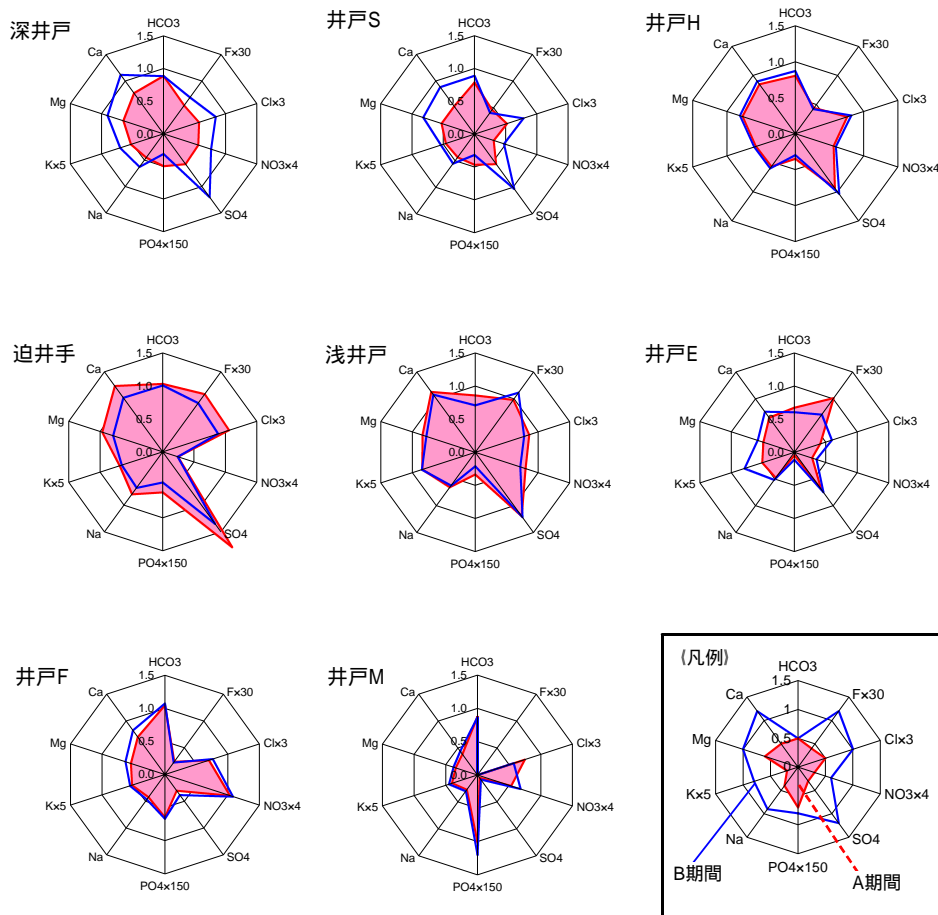 深井戸
HCO3
1.5
Ca
Fx30
1.0
Mg
Clx3
0.5
0.0
Kx5
NO3x4
Na
SO4
PO4x150
井戸S
HCO3
1.5
Ca
Fx30
1.0
Mg
Clx3
0.5
0.0
Kx5
NO3x4
Na
SO4
PO4x150
井戸H
HCO3
1.5
Ca
Fx30
1.0
Mg
Clx3
0.5
0.0
Kx5
NO3x4
Na
SO4
PO4x150
迫井手
HCO3
1.5
Ca
Fx30
1.0
Mg
Clx3
0.5
0.0
Kx5
NO3x4
Na
SO4
PO4x150
浅井戸
HCO3
1.5
Ca
Fx30
1.0
Mg
Clx3
0.5
0.0
Kx5
NO3x4
Na
SO4
PO4x150
井戸E
HCO3
1.5
Ca
Fx30
1.0
Mg
Clx3
0.5
0.0
Kx5
NO3x4
Na
SO4
PO4x150
井戸F
HCO3
1.5
Ca
Fx30
1.0
Mg
Clx3
0.5
0.0
Kx5
NO3x4
Na
SO4
PO4x150
井戸M
HCO3
1.5
Ca
Fx30
1.0
Mg
Clx3
0.5
0.0
Kx5
NO3x4
Na
SO4
PO4x150
(凡例)
HCO3
1.5
Ca
Fx30
1
Mg
Clx3
0.5
0
Kx5
NO3x4
Na
SO4
PO4x150
B期間
A期間